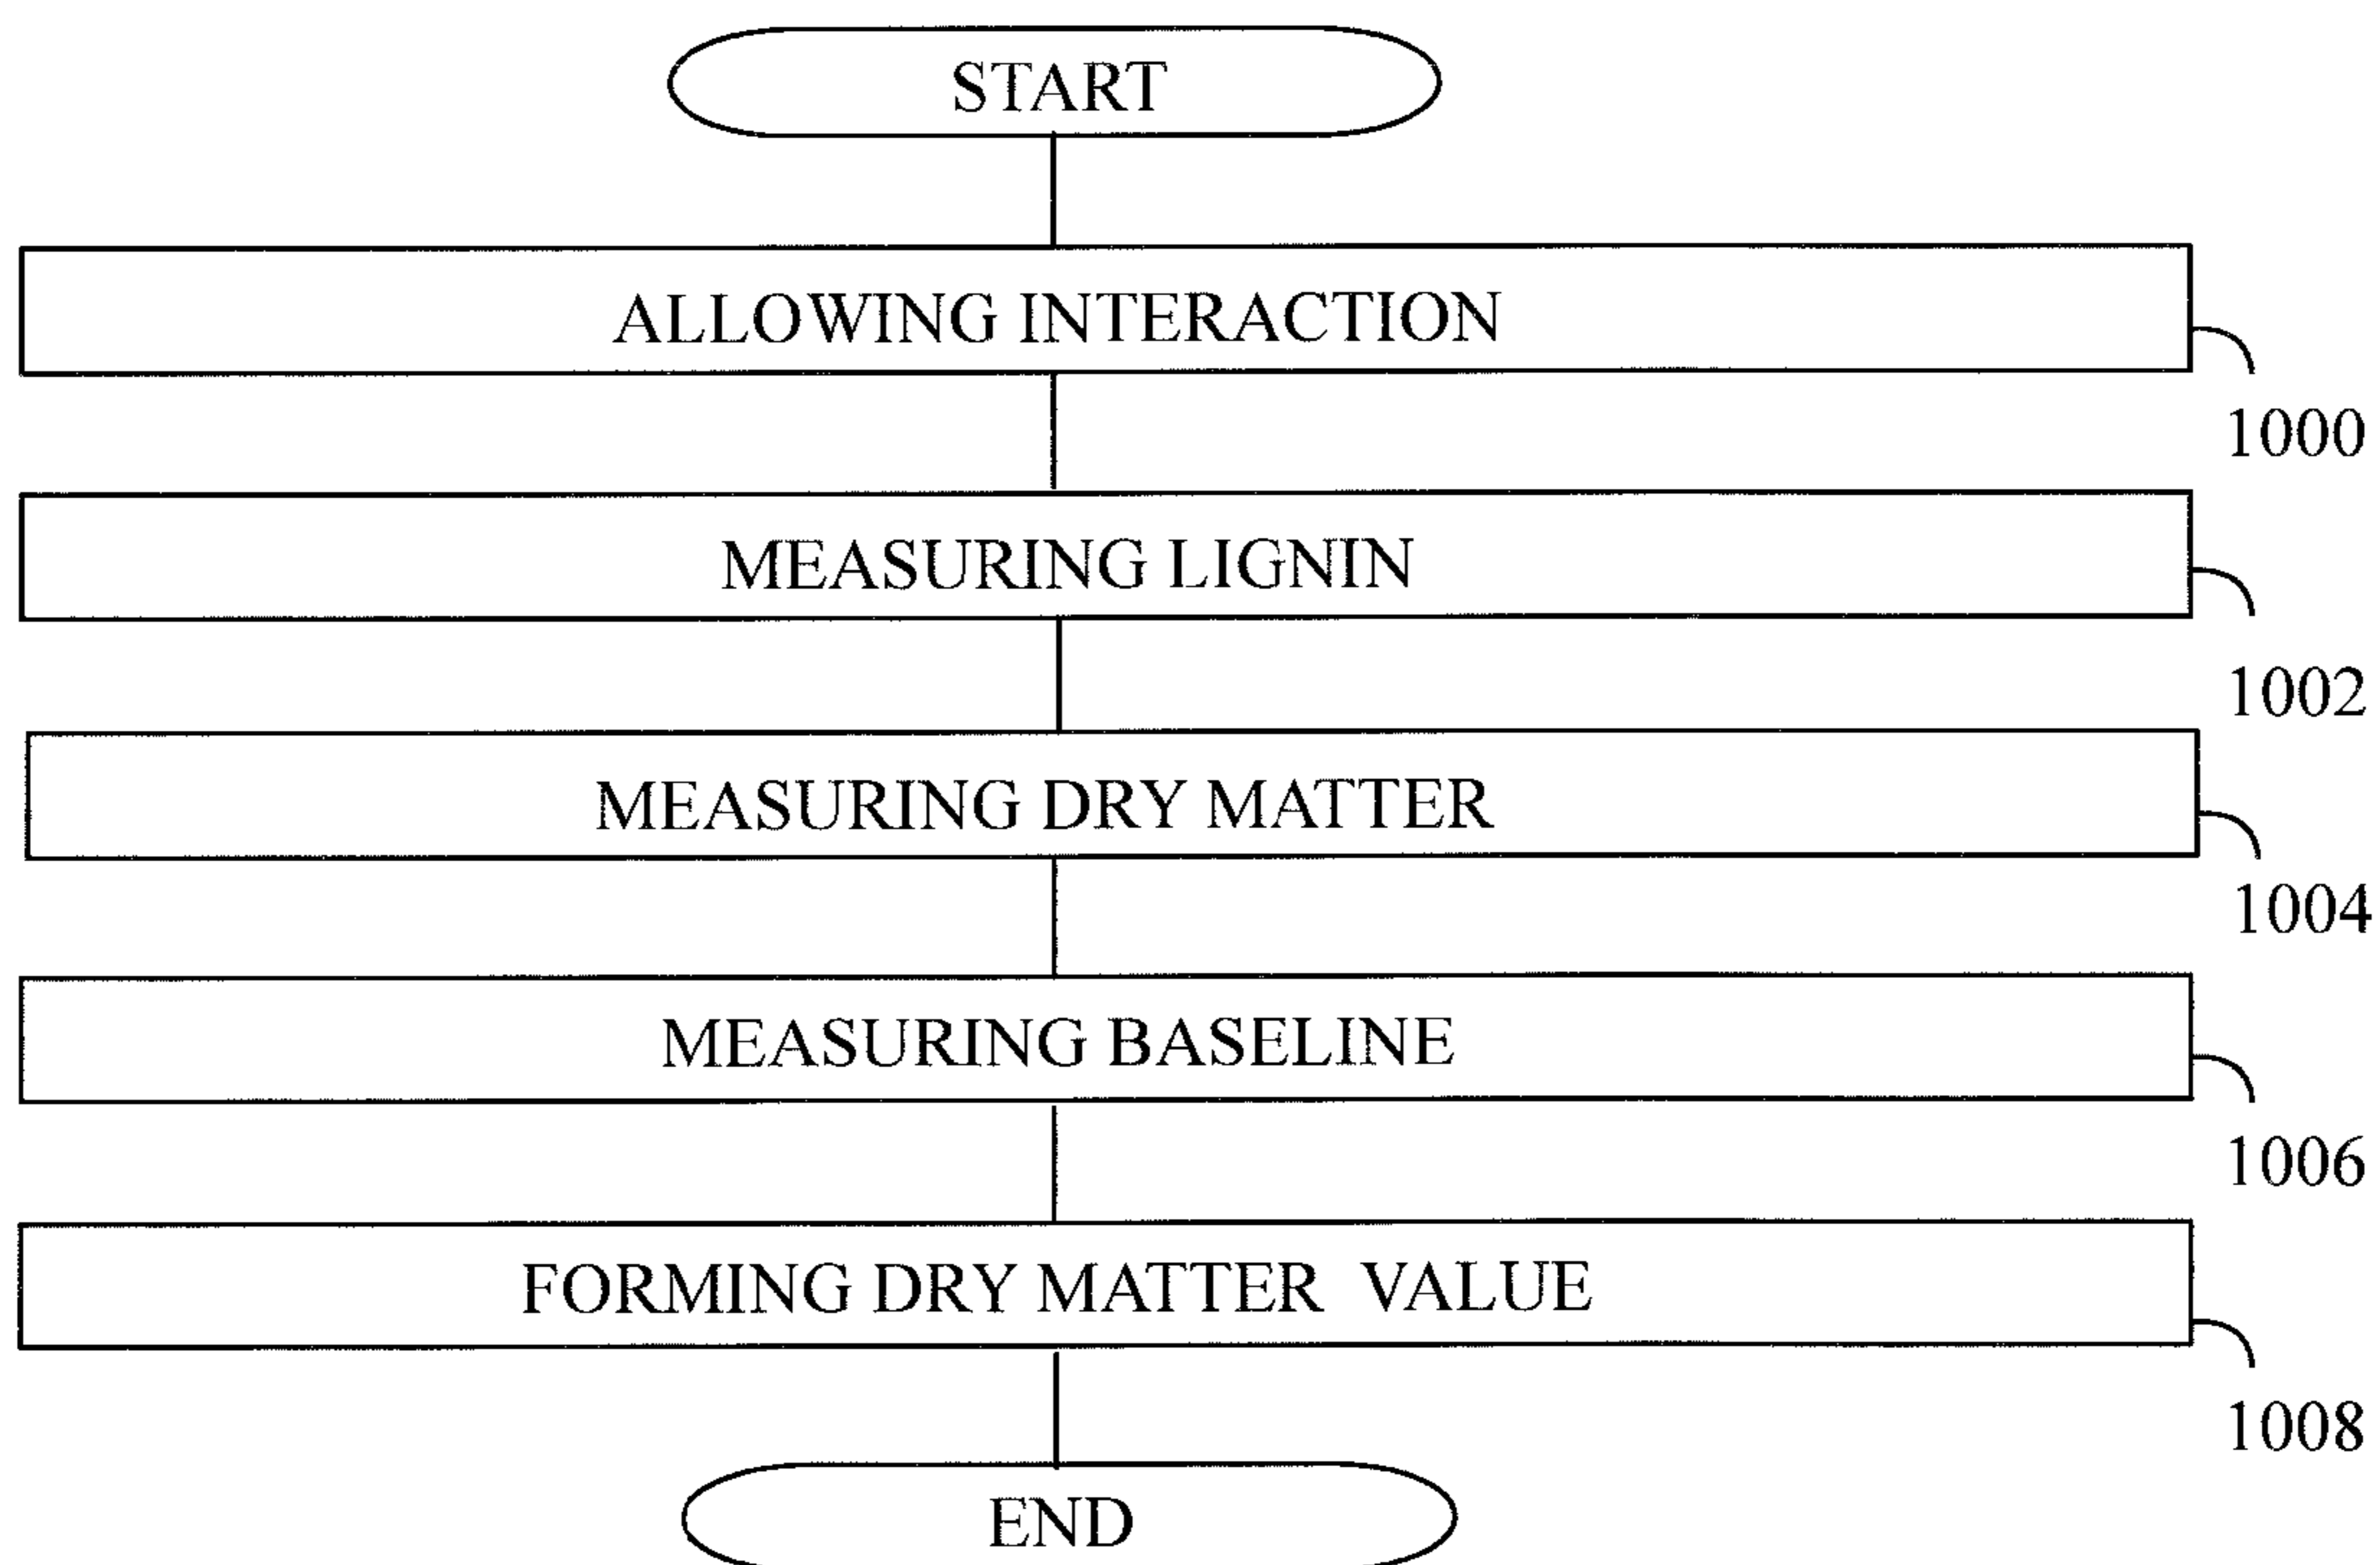 START
ALLOWING INTERACTION
1000
MEASURING LIGNIN
1002
MEASURING DRY MATTER
1004
MEASURING BASELINE
1006
FORMING DRY MATTER VALUE
1008
END